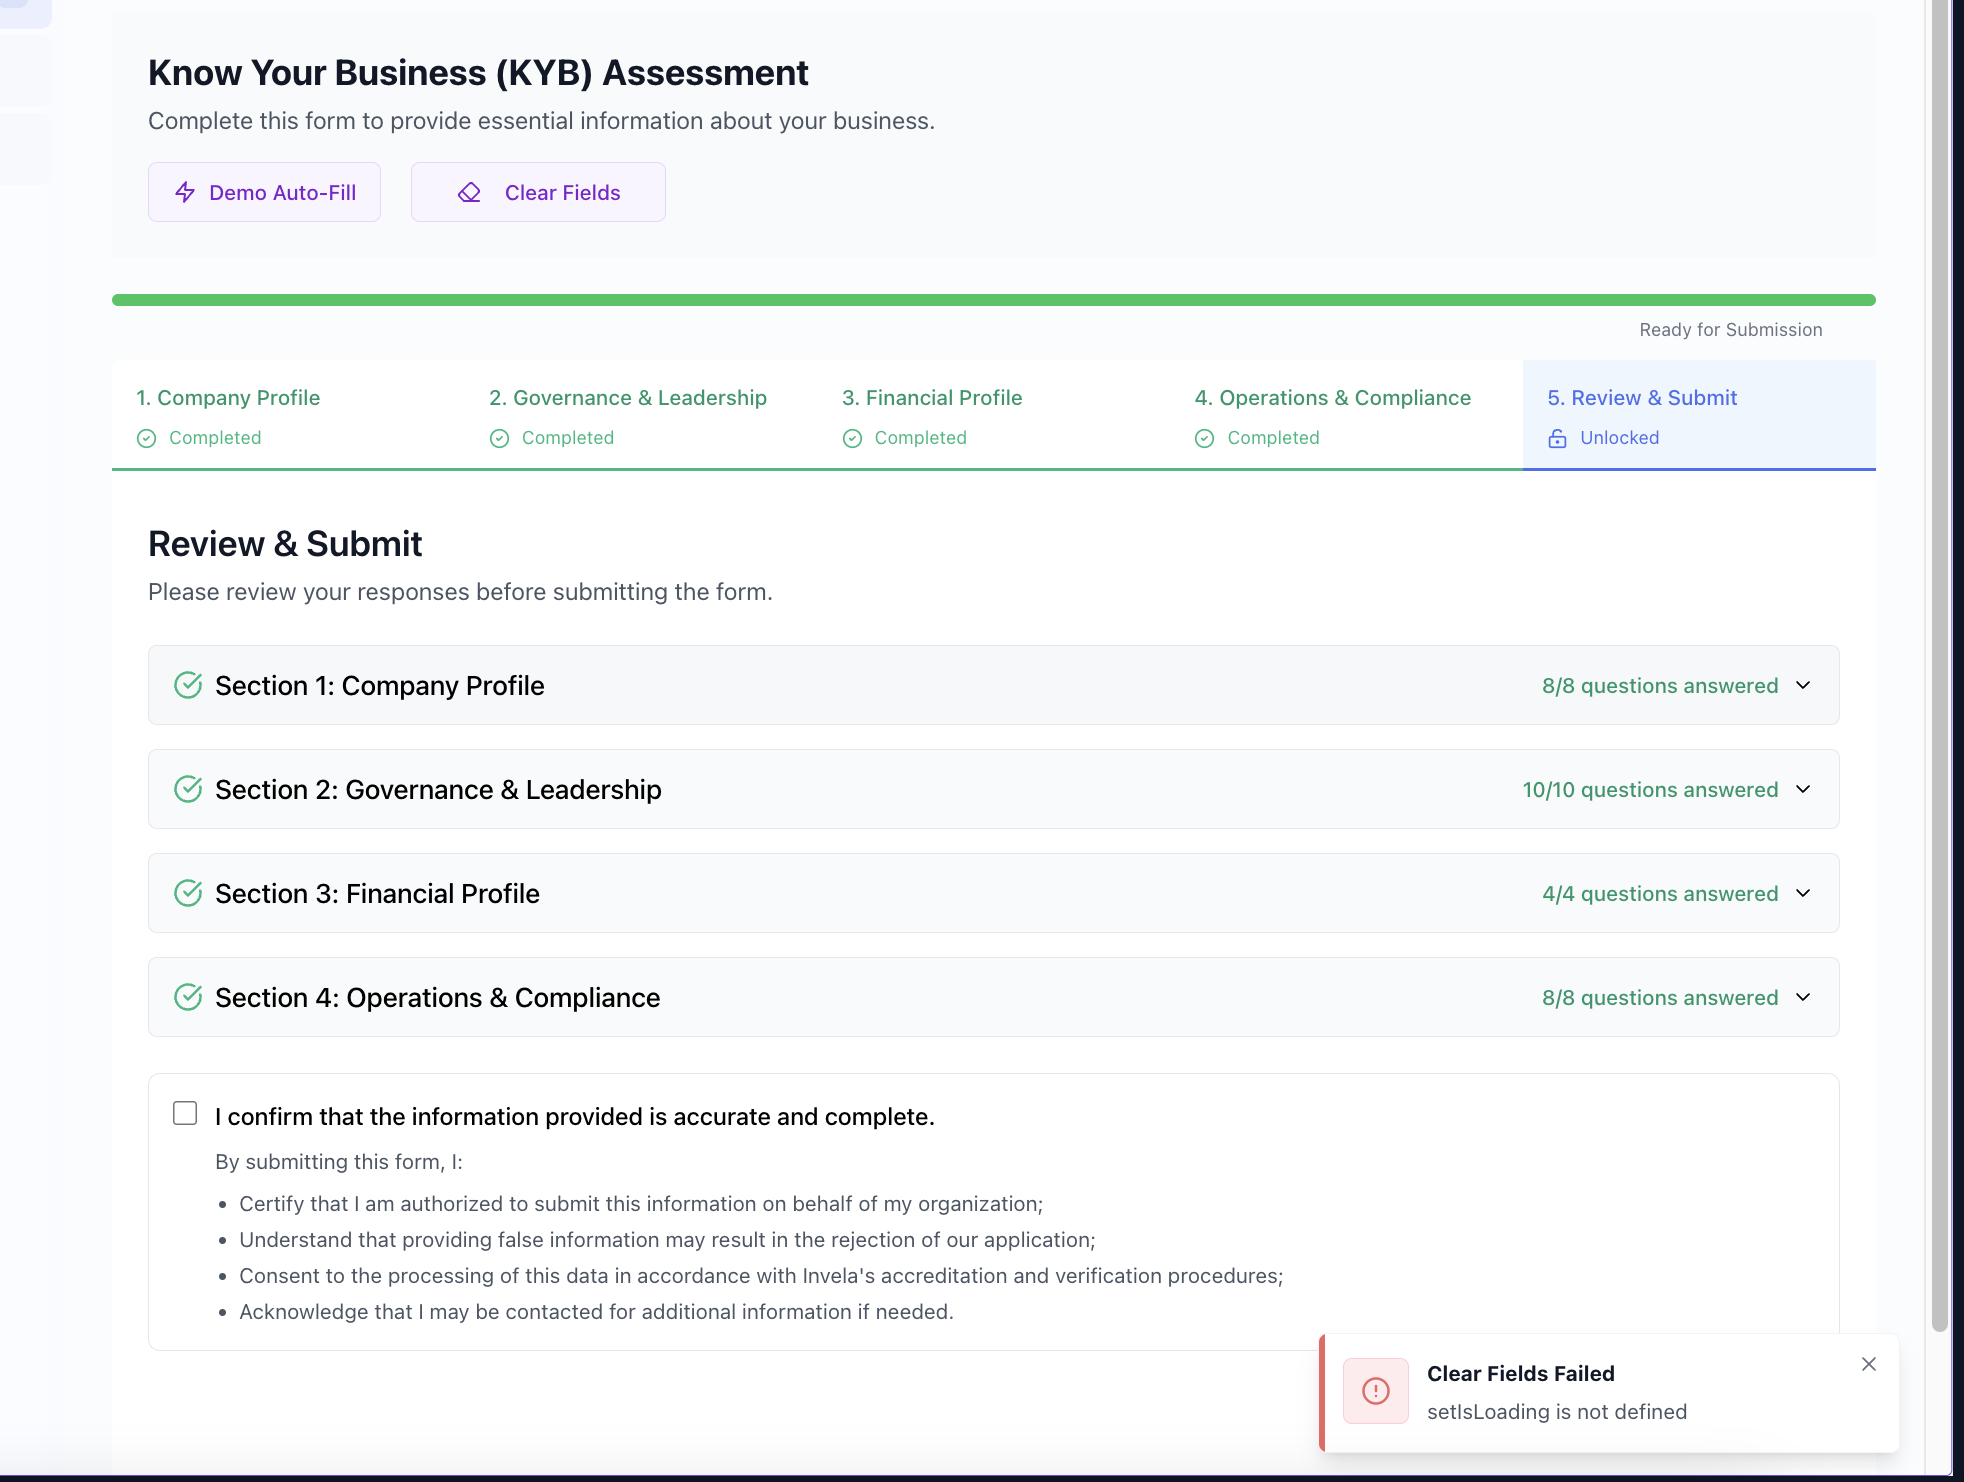 Know Your Business (KYB) Assessment
Complete this form to provide essential information about your business.
Demo Auto-Fill
Clear Fields
Ready for Submission
1. Company Profile
Completed
2. Governance & Leadership
Completed
3. Financial Profile
Completed
4. Operations & Compliance
Completed
5. Review & Submit
Unlocked
Review & Submit
Please review your responses before submitting the form.
Section 1: Company Profile
8/8 questions answered
Section 2: Governance & Leadership
10/10 questions answered
Section 3: Financial Profile
4/4 questions answered
Section 4: Operations & Compliance
8/8 questions answered
I confirm that the information provided is accurate and complete.
By submitting this form, I:
• Certify that I am authorized to submit this information on behalf of my organization;
• Understand that providing false information may result in the rejection of our application;
• Consent to the processing of this data in accordance with Invela's accreditation and verification procedures;
• Acknowledge that I may be contacted for additional information if needed.
Clear Fields Failed
setIsLoading is not defined